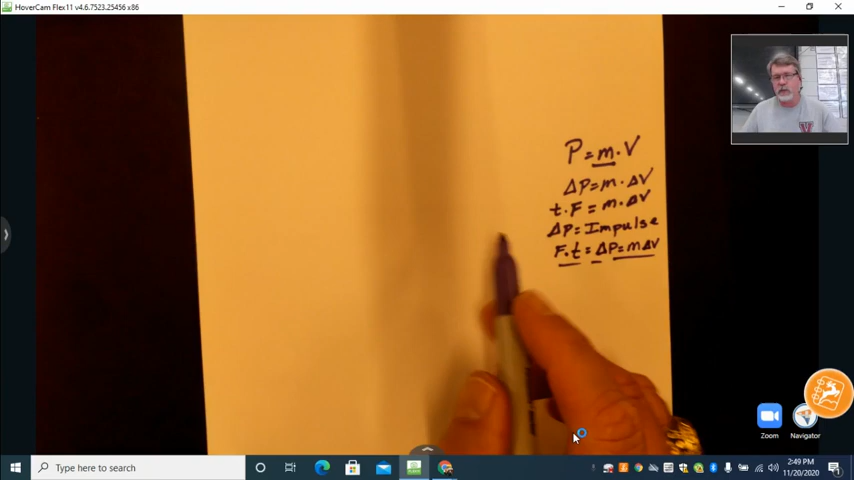 HoverCam Flex11 v4.6.7523.25456 x86
P = m · V
ΔP = m · ΔV
t · F = m · ΔV
ΔP = Impulse
F · t = ΔP = m ΔV
Zoom
Navigator
Type here to search
2:49 PM
11/20/2020